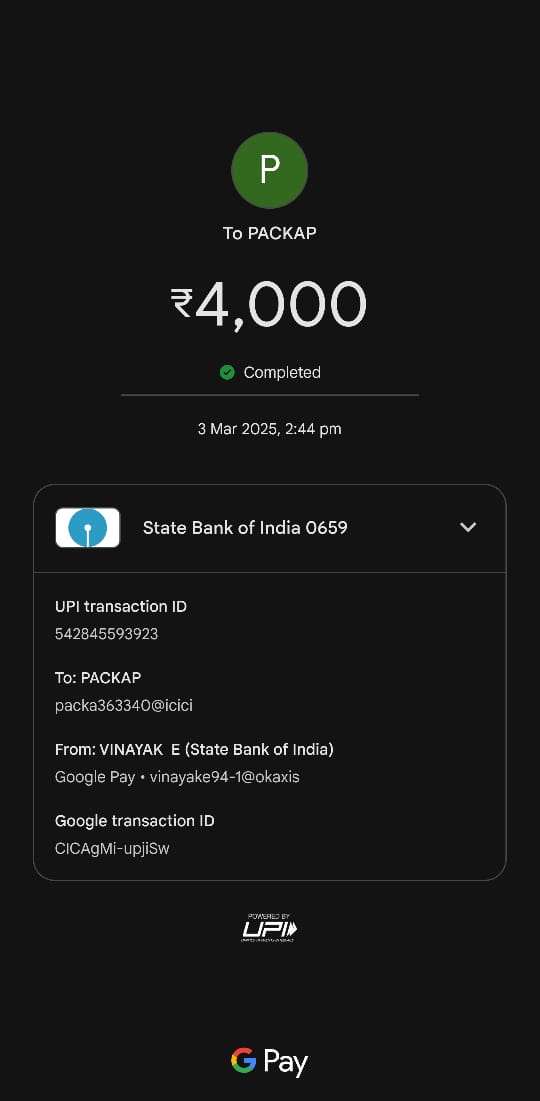 P
To PACKAP
₹4,000
Completed
3 Mar 2025, 2:44 pm
State Bank of India 0659
UPI transaction ID
542845593923
To: PACKAP
packa363340@icici
From: VINAYAK E (State Bank of India)
Google Pay • vinayake94-1@okaxis
Google transaction ID
CICAgMi-upjiSw
POWERED BY
UPI
G Pay